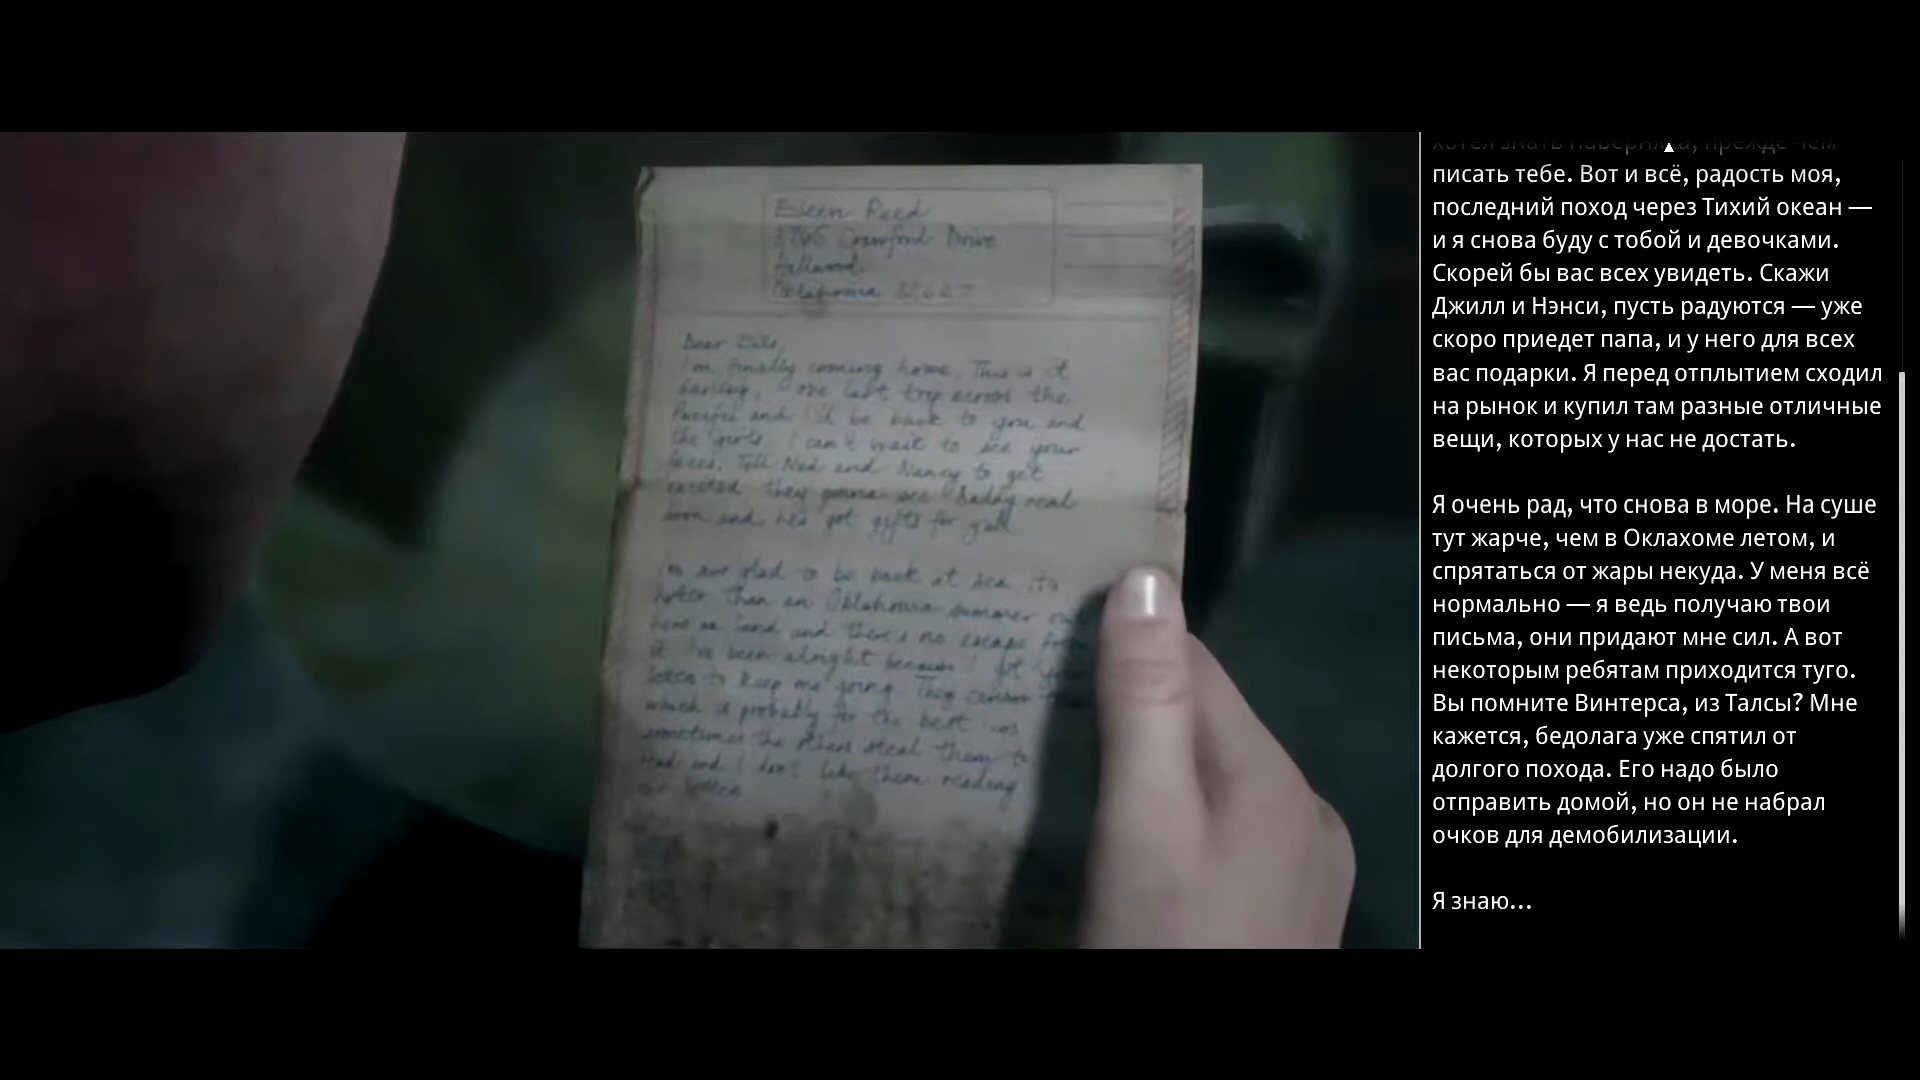 Eileen Reed
Crawford Drive
Oklahoma
Dear
I'm finally coming home. This is it
darling, one last trip across the
Pacific and I'll be back to you and
the girls. I can't wait to see your
faces. Tell and Nancy to get
excited, they gonna see Daddy real
soon and he's got gifts for y'all.
I'm sure glad to be back at sea, it's
hotter than an Oklahoma summer
here on land and there's no escape from
it. I've been alright because I got
letters to keep me going. They censor
which is probably for the best
sometimes the others steal them to
read and I don't like them reading
our letters
писать тебе. Вот и всё, радость моя,
последний поход через Тихий океан —
и я снова буду с тобой и девочками.
Скорей бы вас всех увидеть. Скажи
Джилл и Нэнси, пусть радуются — уже
скоро приедет папа, и у него для всех
вас подарки. Я перед отплытием сходил
на рынок и купил там разные отличные
вещи, которых у нас не достать.
Я очень рад, что снова в море. На суше
тут жарче, чем в Оклахоме летом, и
спрятаться от жары некуда. У меня всё
нормально — я ведь получаю твои
письма, они придают мне сил. А вот
некоторым ребятам приходится туго.
Вы помните Винтерса, из Талсы? Мне
кажется, бедолага уже спятил от
долгого похода. Его надо было
отправить домой, но он не набрал
очков для демобилизации.
Я знаю...